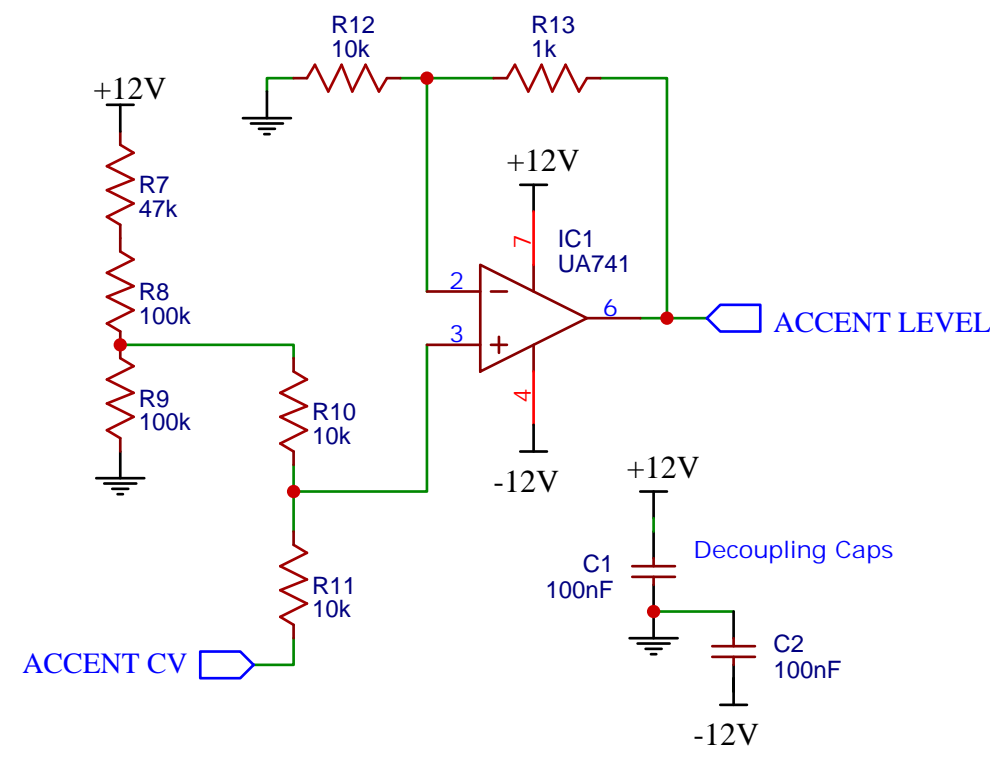 R12
10k
R13
1k
+12V
R7
47k
+12V
7
IC1
UA741
R8
100k
2
3
6
ACCENT LEVEL
R9
100k
4
R10
10k
-12V
+12V
Decoupling Caps
C1
100nF
R11
10k
ACCENT CV
C2
100nF
-12V